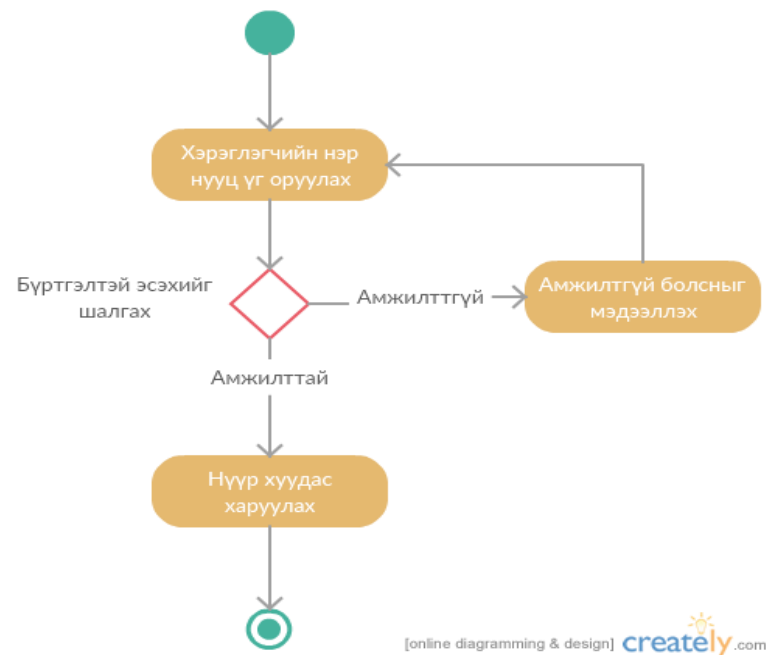 Хэрэглэгчийн нэр
нууц үг оруулах
Бүртгэлтэй эсэхийг
шалгах
Амжилттгүй
Амжилтгүй болсныг
мэдээллэх
Амжилттай
Нүүр хуудас
харуулах
[online diagramming & design] creately.com